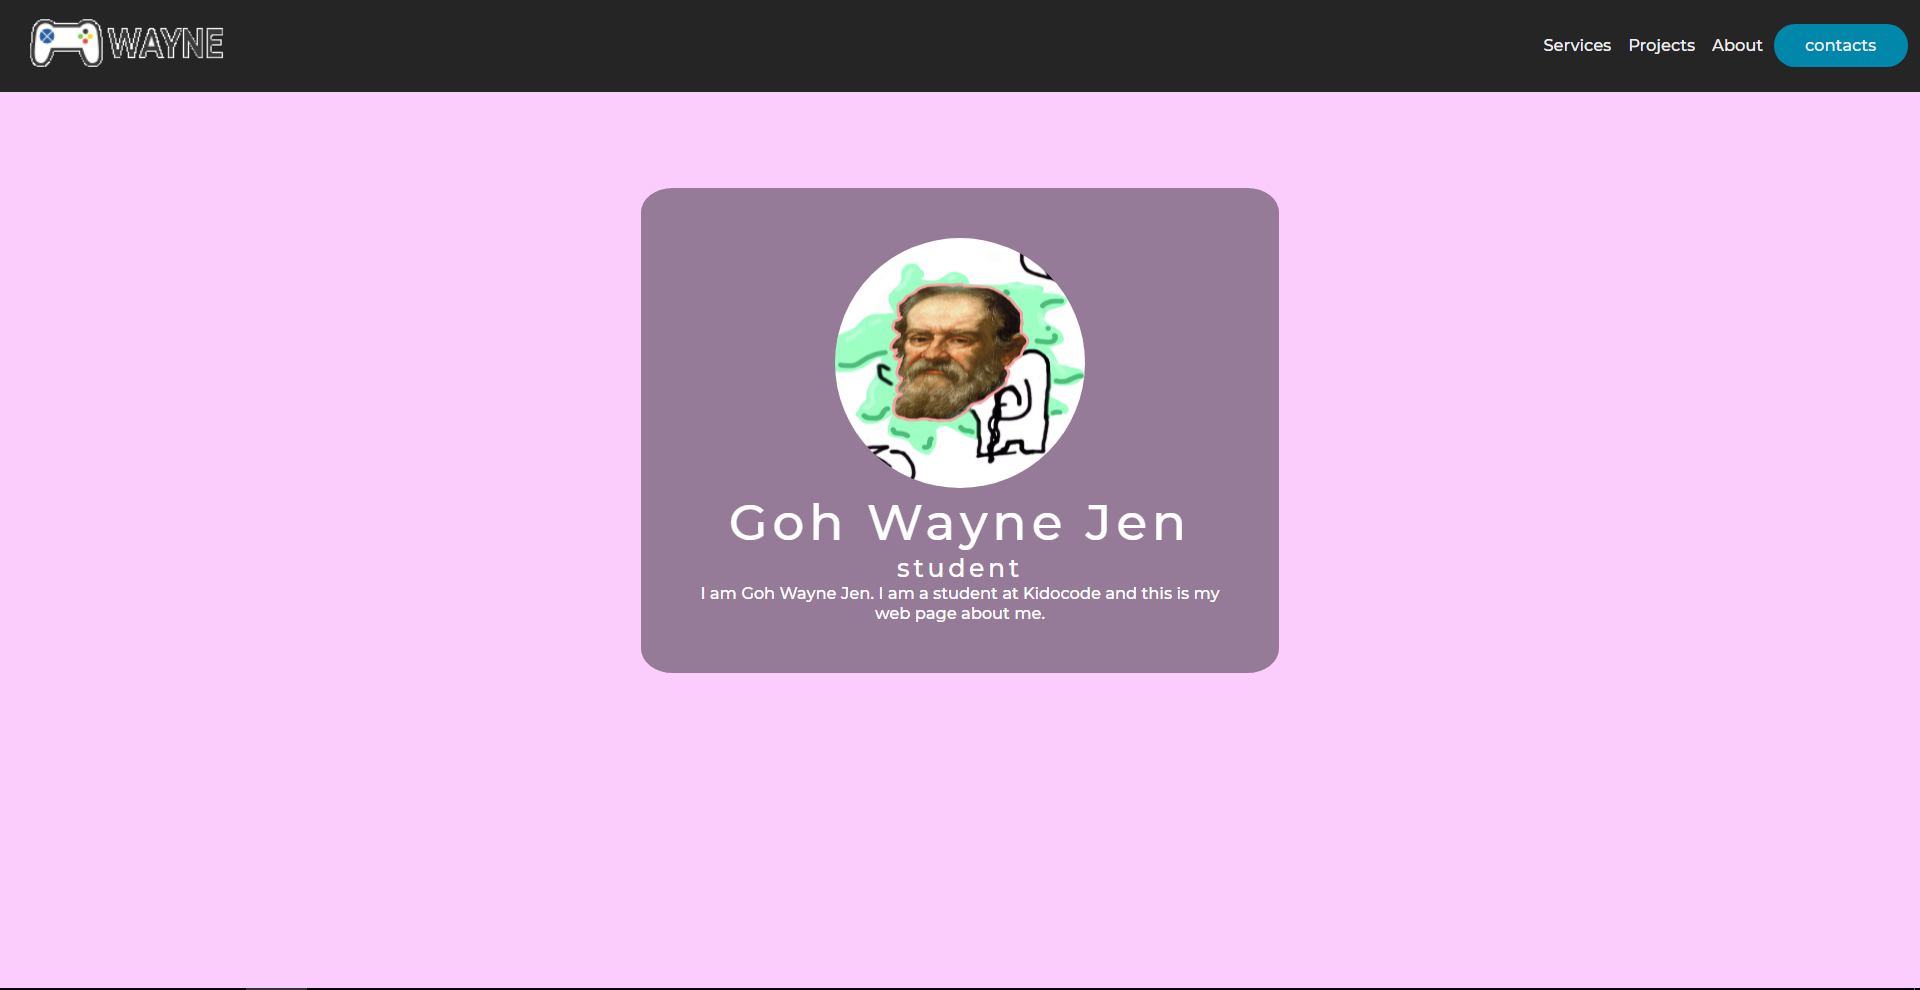 WAYNE
Services
Projects
About
contacts
Goh Wayne Jen
student
I am Goh Wayne Jen. I am a student at Kidocode and this is my
web page about me.